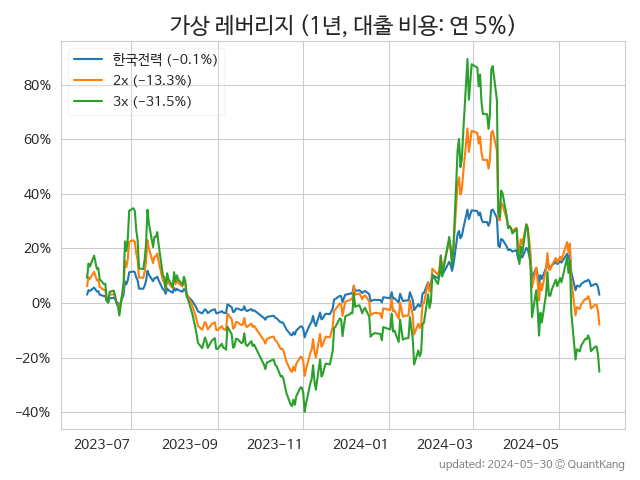 가상 레버리지 (1년, 대출 비용: 연 5%)
한국전력 (−0.1%)
2x (−13.3%)
3x (−31.5%)
80%
60%
40%
20%
0%
−20%
−40%
2023-07 2023-09 2023-11 2024-01 2024-03 2024-05
updated: 2024-05-30 ⓒ QuantKang